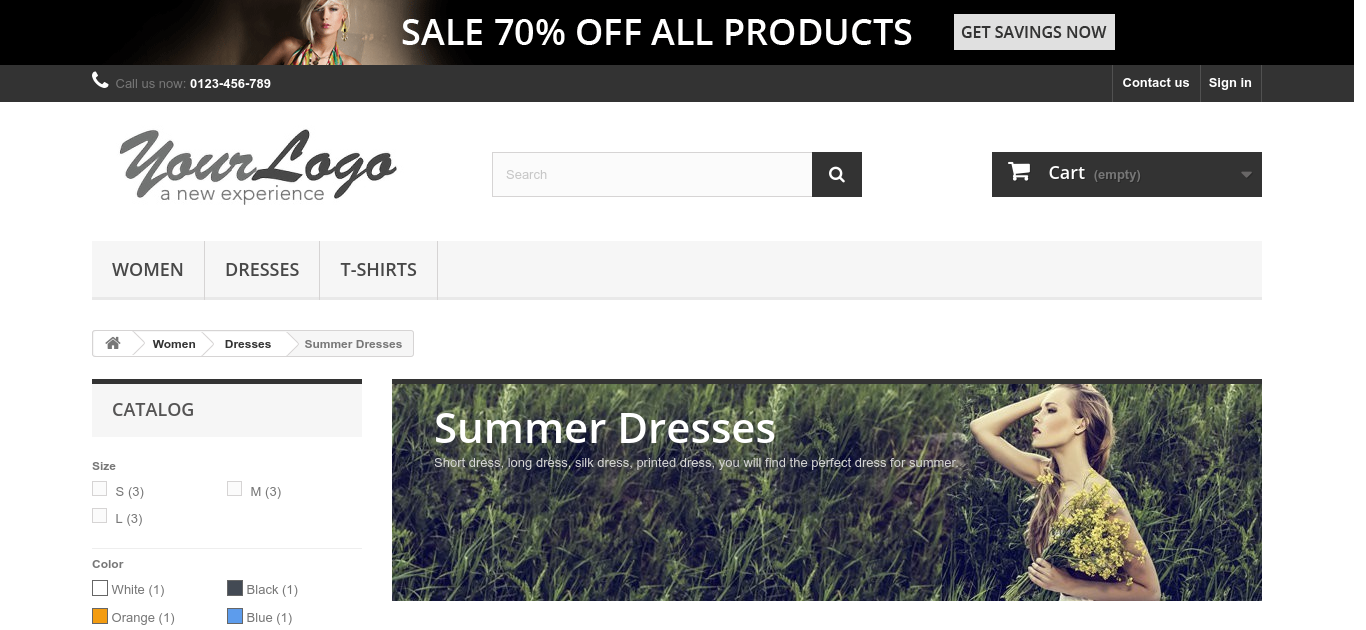 SALE 70% OFF ALL PRODUCTS GET SAVINGS NOW
Call us now: 0123-456-789 Contact us Sign in
Your Logo
a new experience
Search
Cart (empty)
WOMEN DRESSES T-SHIRTS
Women Dresses Summer Dresses
CATALOG
Size
S (3) M (3)
L (3)
Color
White (1) Black (1)
Orange (1) Blue (1)
Summer Dresses
Short dress, long dress, silk dress, printed dress, you will find the perfect dress for summer.